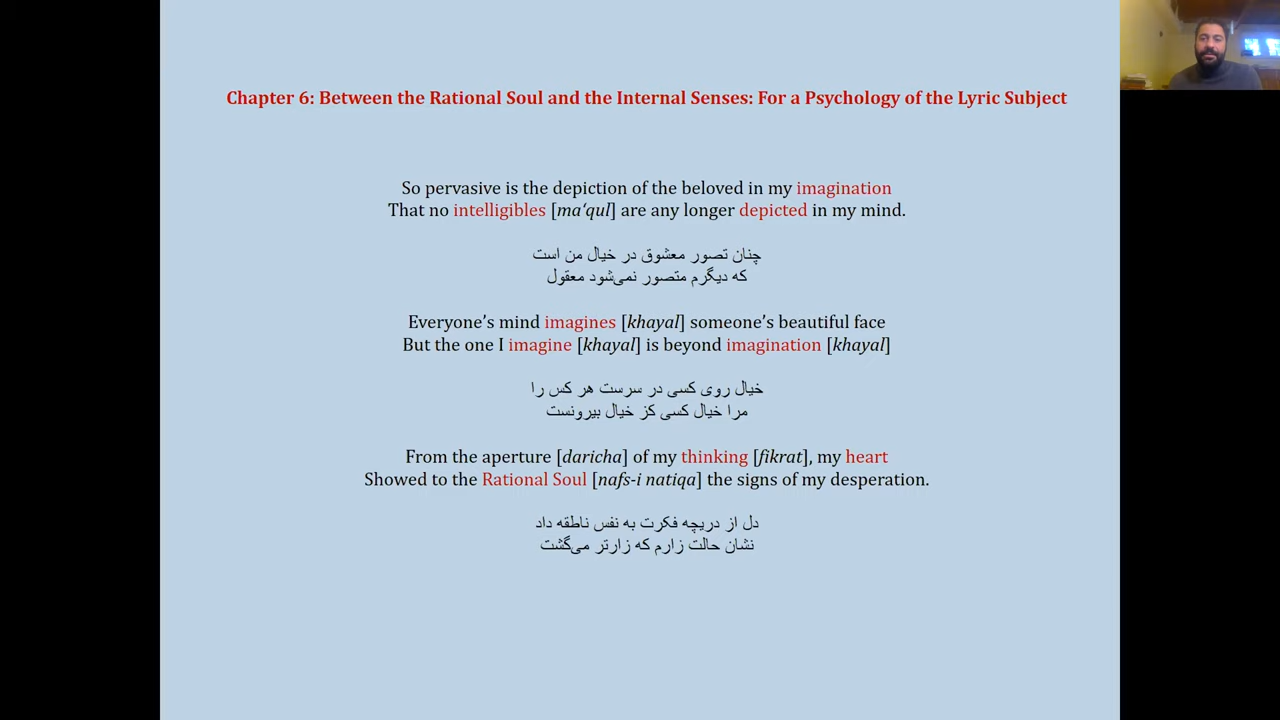 Chapter 6: Between the Rational Soul and the Internal Senses: For a Psychology of the Lyric Subject
So pervasive is the depiction of the beloved in my imagination
That no intelligibles [ma‘qul] are any longer depicted in my mind.
چنان تصور معشوق در خیال من است
که دیگرم متصور نمی‌شود معقول
Everyone’s mind imagines [khayal] someone’s beautiful face
But the one I imagine [khayal] is beyond imagination [khayal]
خیال روی کسی در سرست هر کس را
مرا خیال کسی کز خیال بیرونست
From the aperture [daricha] of my thinking [fikrat], my heart
Showed to the Rational Soul [nafs-i natiqa] the signs of my desperation.
دل از دریچه فکرت به نفس ناطقه داد
نشان حالت زارم که زارتر می‌گشت